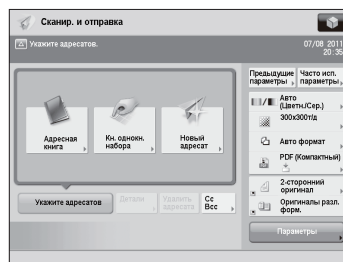 Сканир. и отправка
Укажите адресатов.
07/08 2011
20:35
Предыдущие параметры
Часто исп. параметры
Адресная книга
Кн. однокн. набора
Новый адресат
Авто (Цветн./Сер.)
300x300т/д
Авто формат
PDF (Компактный)
2-сторонний оригинал
Оригиналы разл. форм.
Укажите адресатов
Детали
Удалить адресата
Cc
Bcc
Параметры